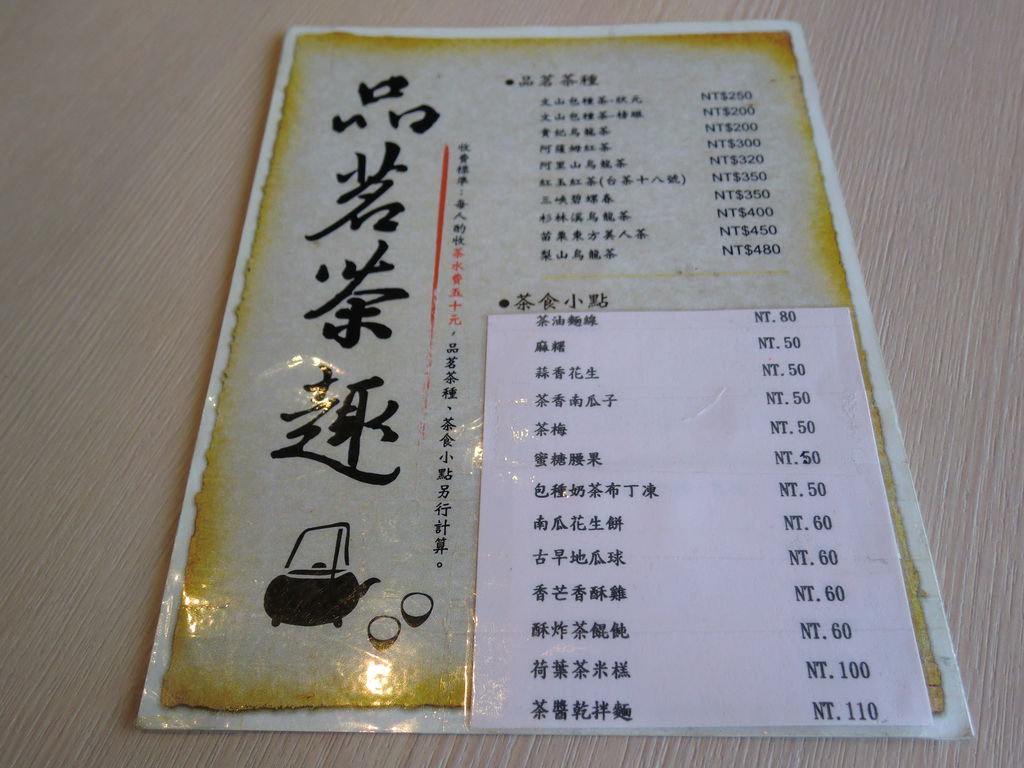 品茗茶趣
收費標準：每人酌收茶水費五十元，品茗茶種、茶食小點另行計算。
●品茗茶種
文山包種茶-狀元 NT$250
文山包種茶-榜眼 NT$200
貴妃烏龍茶 NT$200
阿薩姆紅茶 NT$300
阿里山烏龍茶 NT$320
紅玉紅茶(台茶十八號) NT$350
三峽碧螺春 NT$350
杉林溪烏龍茶 NT$400
苗栗東方美人茶 NT$450
梨山烏龍茶 NT$480
●茶食小點
茶油麵線 NT.80
麻糬 NT.50
蒜香花生 NT.50
茶香南瓜子 NT.50
茶梅 NT.50
蜜糖腰果 NT.50
包種奶茶布丁凍 NT.50
南瓜花生餅 NT.60
古早地瓜球 NT.60
香芒香酥雞 NT.60
酥炸茶餛飩 NT.60
荷葉茶米糕 NT.100
茶醬乾拌麵 NT.110